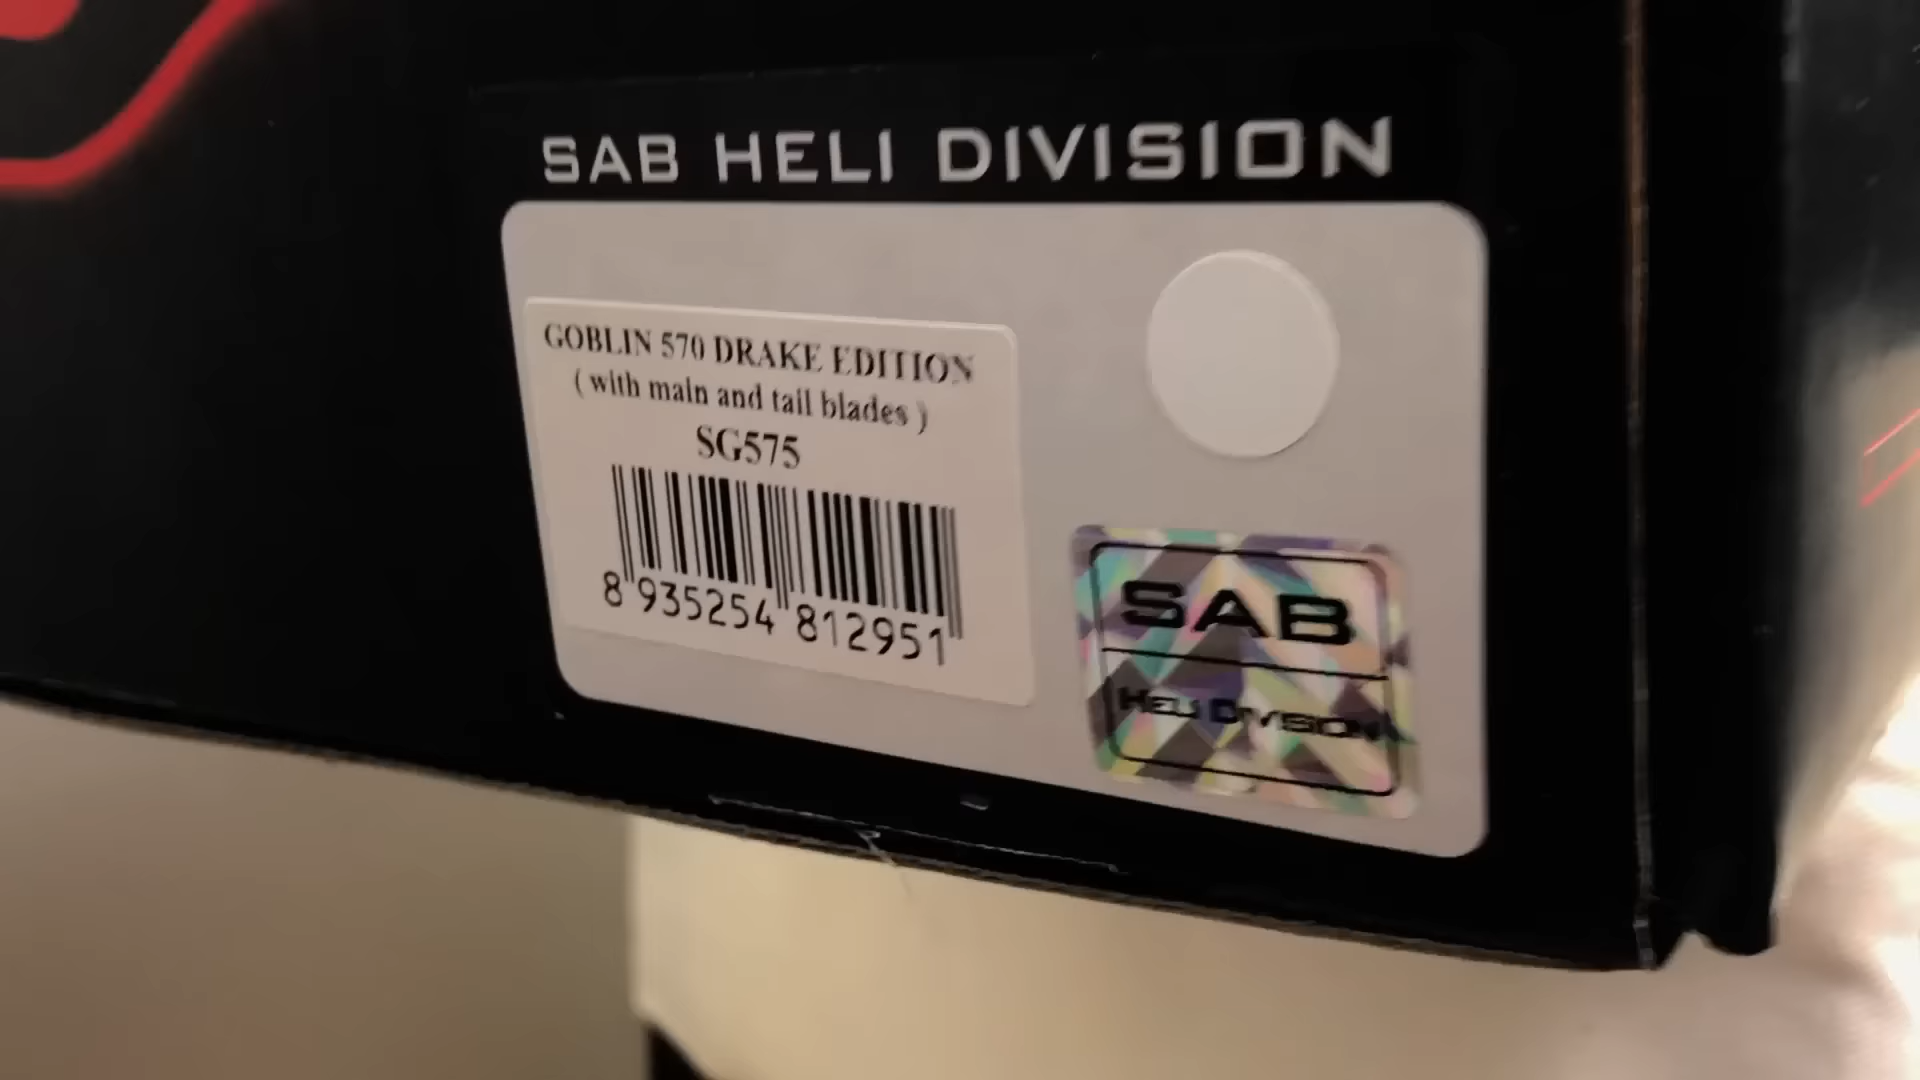 SAB HELI DIVISION
GOBLIN 570 DRAKE EDITION
( with main and tail blades )
SG575
8 935254 812951
SAB
HELI DIVISION